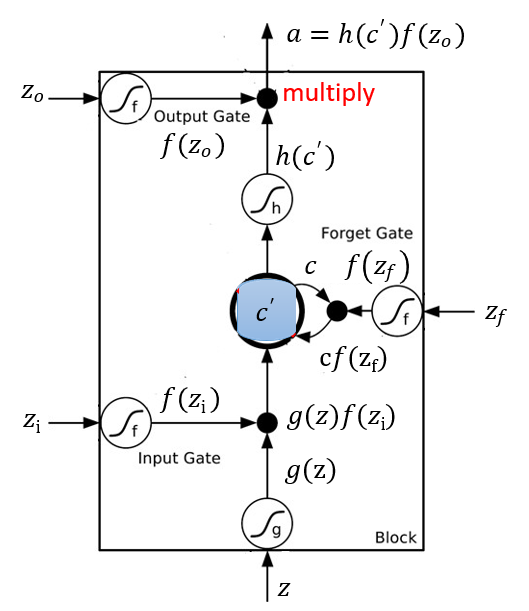 a = h(c′)f(z_o)
z_o
f
multiply
Output Gate
f(z_o)
h(c′)
h
Forget Gate
c
f(z_f)
c′
f
z_f
cf(z_f)
f(z_i)
z_i
f
g(z)f(z_i)
Input Gate
g(z)
g
Block
z